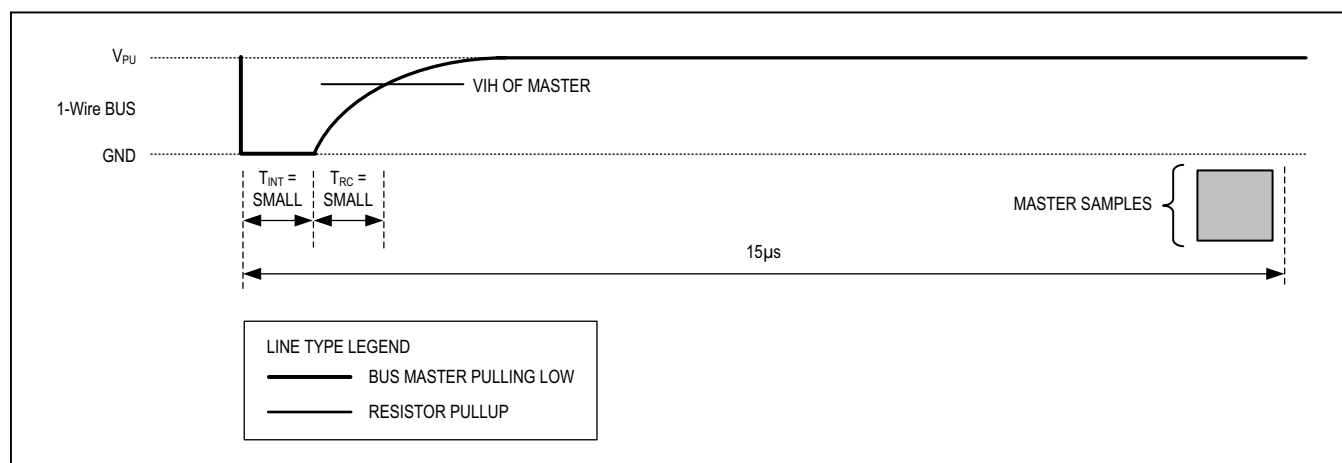 VPU
VIH OF MASTER
1-Wire BUS
GND
TINT =
SMALL
TRC =
SMALL
MASTER SAMPLES
15µs
LINE TYPE LEGEND
BUS MASTER PULLING LOW
RESISTOR PULLUP